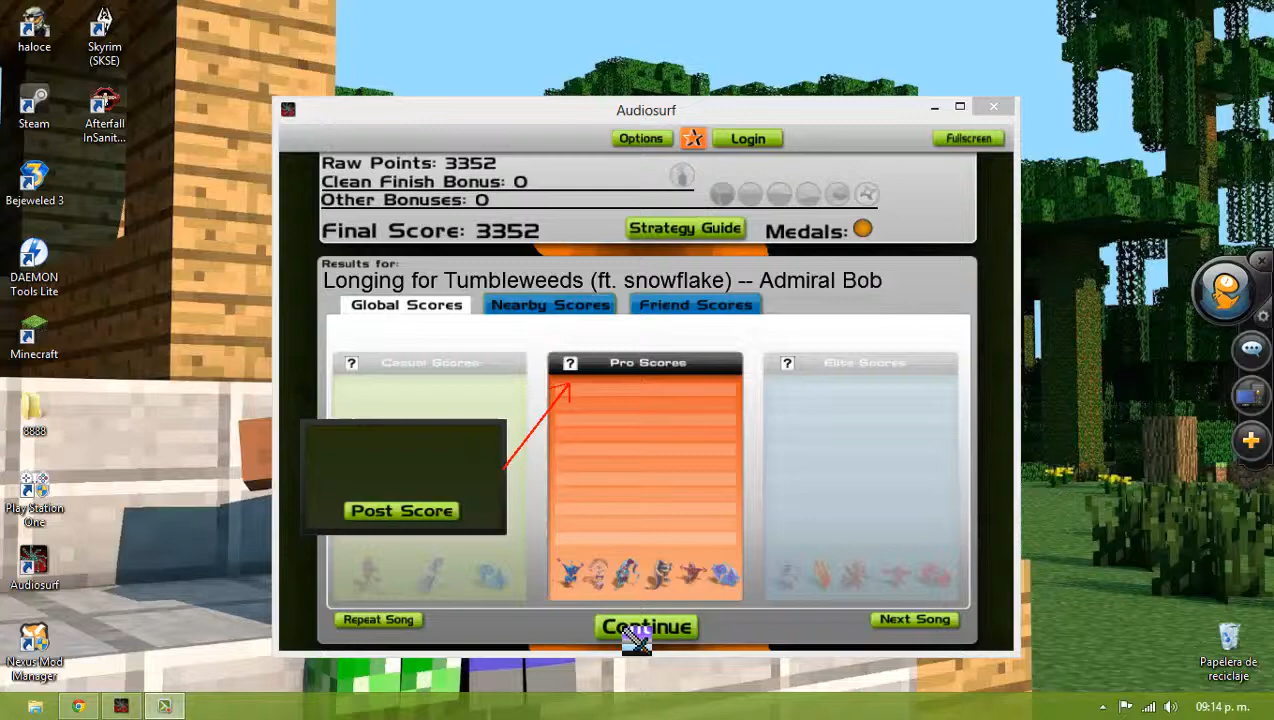 haloce
Skyrim
(SKSE)
Steam
Afterfall
InSanit...
Bejeweled 3
DAEMON
Tools Lite
Minecraft
8888
Play Station
One
Audiosurf
Nexus Mod
Manager
Audiosurf
Options
Login
Fullscreen
Raw Points: 3352
Clean Finish Bonus: 0
Other Bonuses: 0
Final Score: 3352
Strategy Guide
Medals:
Results for:
Longing for Tumbleweeds (ft. snowflake) -- Admiral Bob
Global Scores
Nearby Scores
Friend Scores
? Casual Scores
? Pro Scores
? Elite Scores
Post Score
Repeat Song
Continue
Next Song
Papelera de
reciclaje
09:14 p. m.